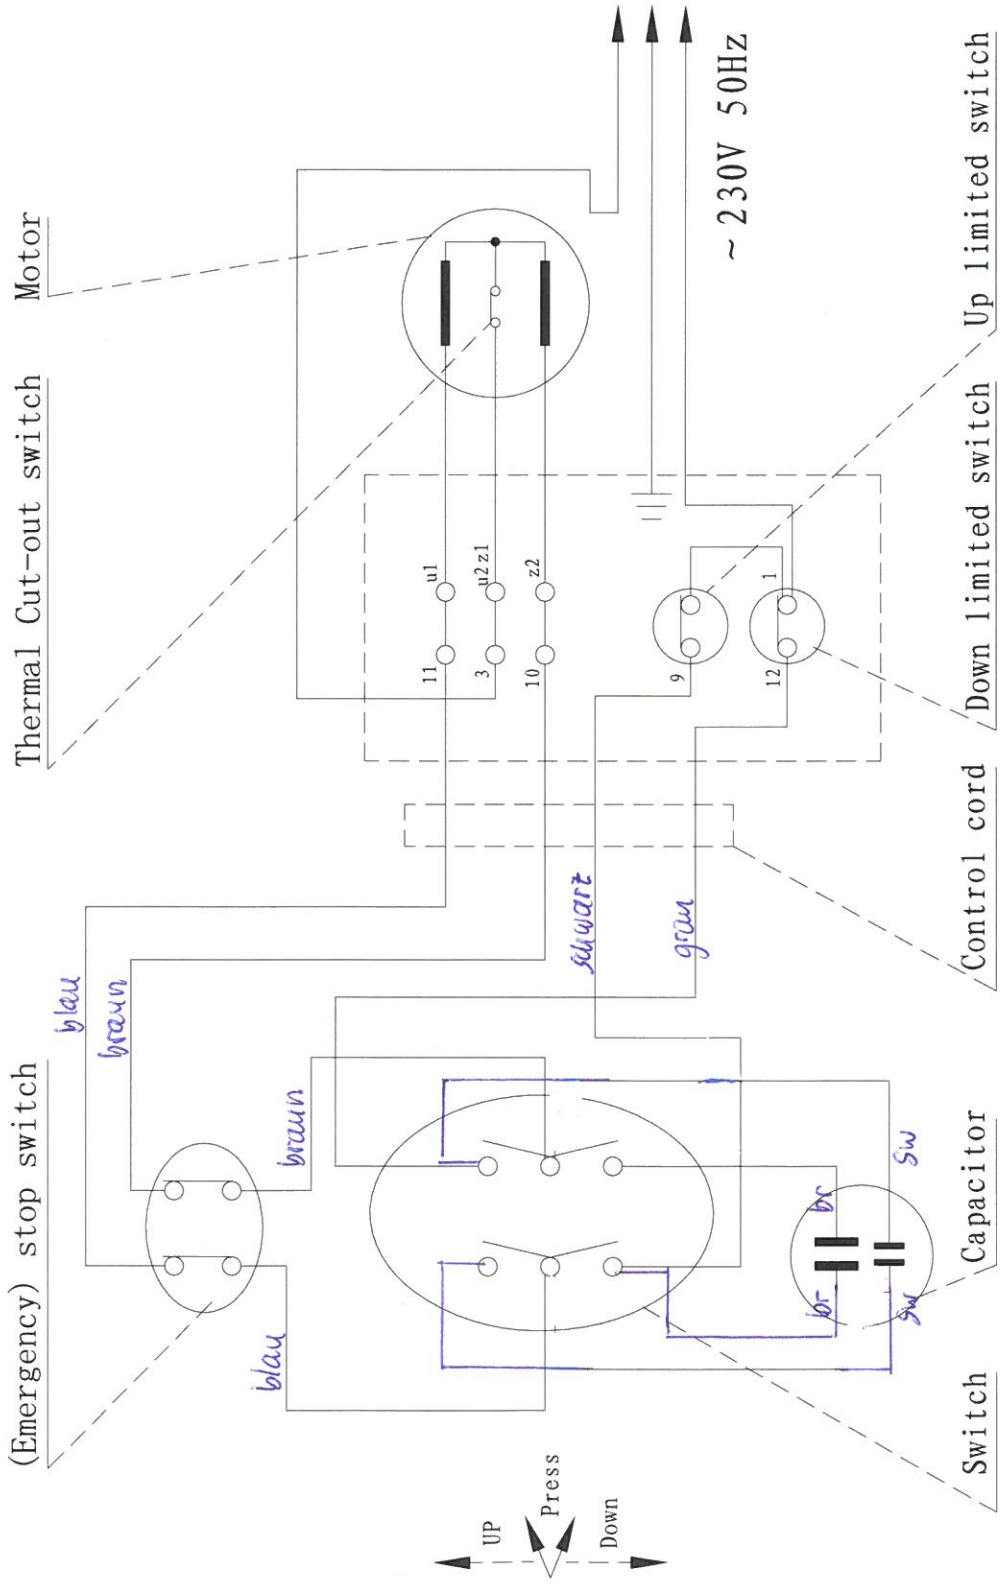 (Emergency) stop switch
Thermal Cut-out switch
Motor
blau
braun
braun
blau
11
u1
3
u2 z1
10
z2
schwarz
grau
9
12
1
~230V 50Hz
UP
Press
Down
br
br
sw
sw
Switch
Capacitor
Control cord
Down limited switch
Up limited switch